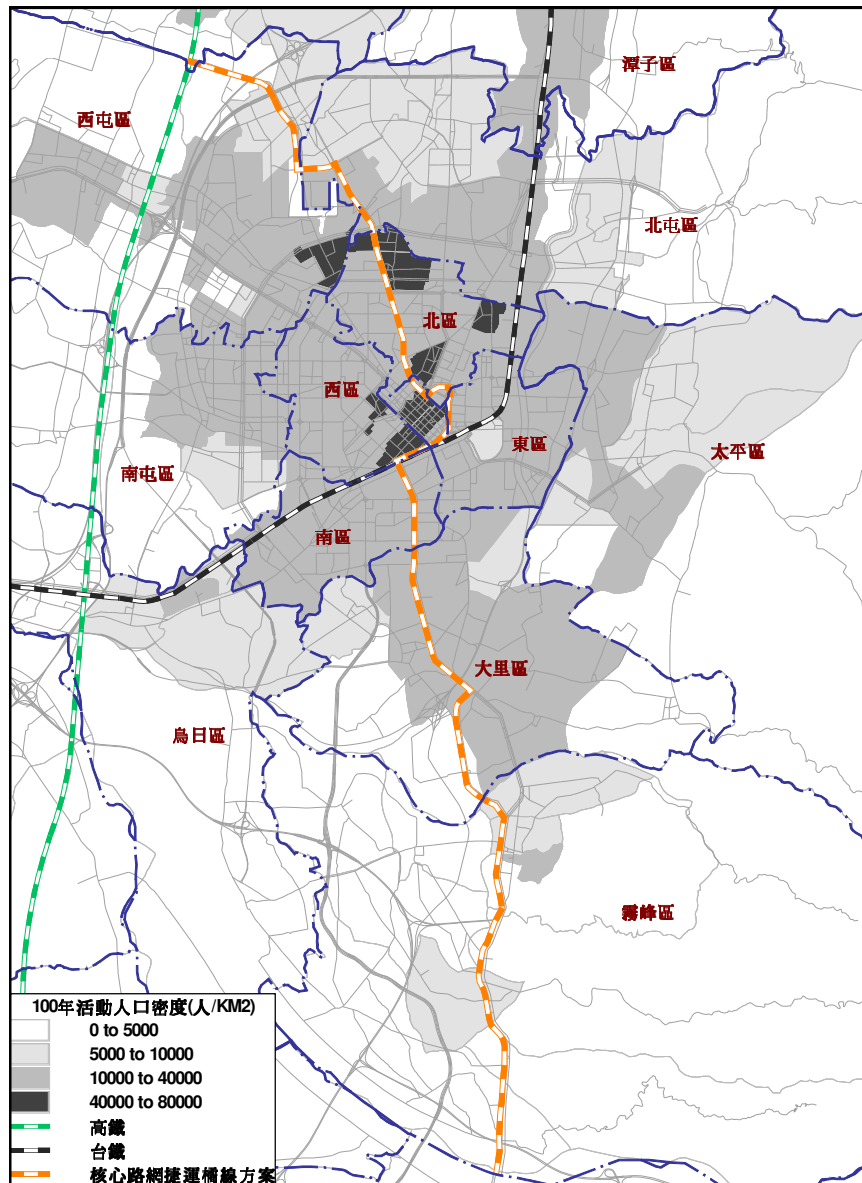 潭子區
西屯區
北屯區
北區
西區
東區
太平區
南屯區
南區
大里區
烏日區
霧峰區
100年活動人口密度(人/KM2)
0 to 5000
5000 to 10000
10000 to 40000
40000 to 80000
高鐵
台鐵
核心路網捷運橘線方案